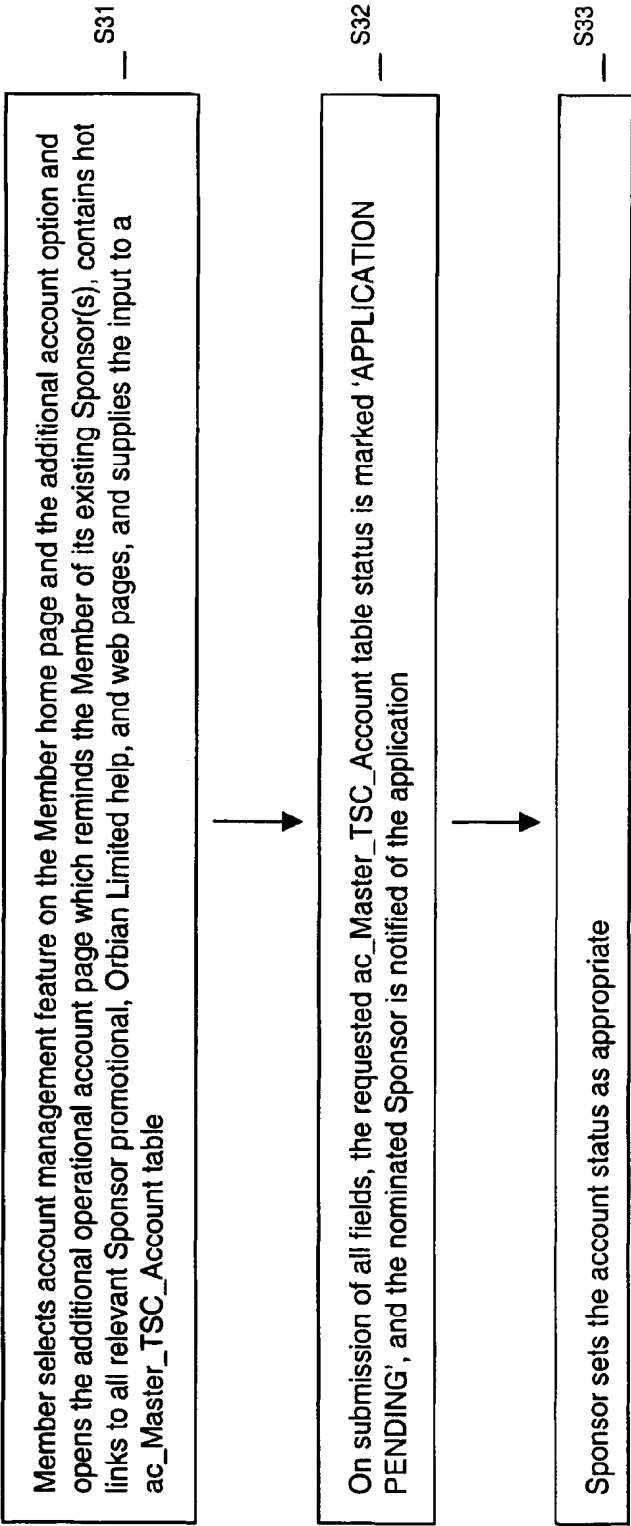 Member selects account management feature on the Member home page and the additional account option and
opens the additional operational account page which reminds the Member of its existing Sponsor(s), contains hot
links to all relevant Sponsor promotional, Orbian Limited help, and web pages, and supplies the input to a
ac_Master_TSC_Account table
S31
On submission of all fields, the requested ac_Master_TSC_Account table status is marked 'APPLICATION
PENDING', and the nominated Sponsor is notified of the application
S32
Sponsor sets the account status as appropriate
S33